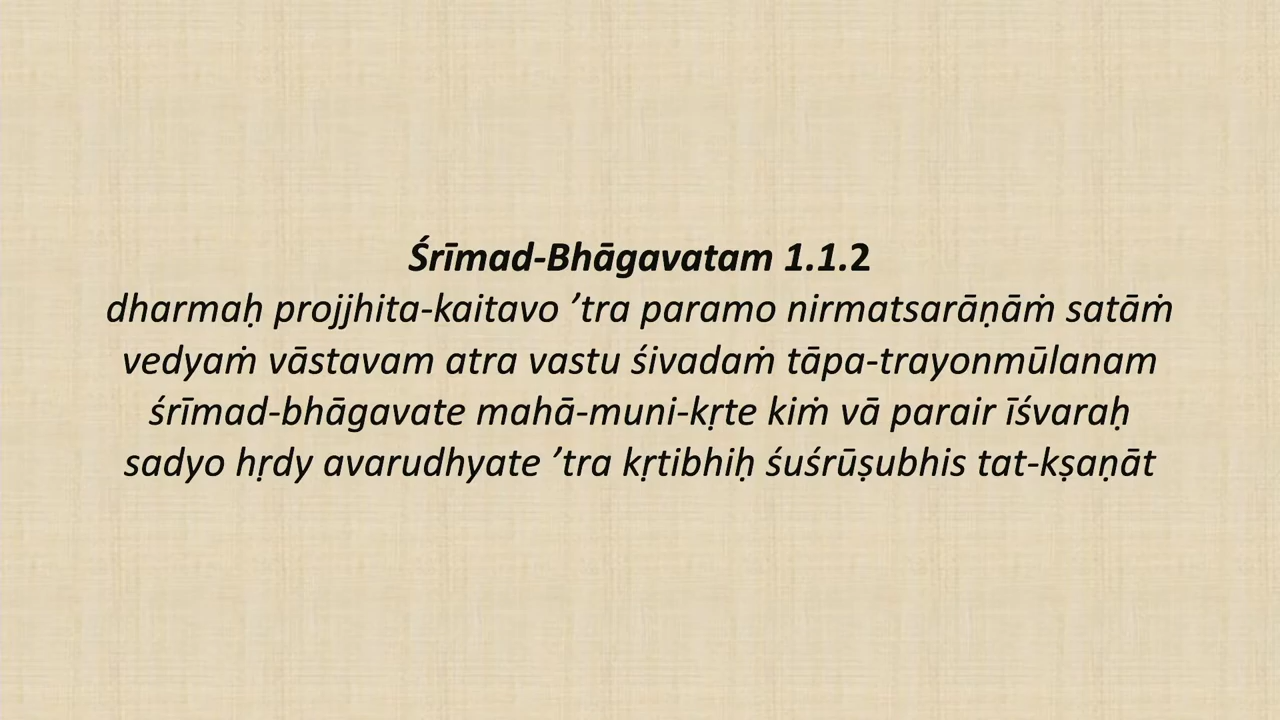 Śrīmad-Bhāgavatam 1.1.2
dharmaḥ projjhita-kaitavo ’tra paramo nirmatsarāṇāṁ satāṁ
vedyaṁ vāstavam atra vastu śivadaṁ tāpa-trayonmūlanam
śrīmad-bhāgavate mahā-muni-kṛte kiṁ vā parair īśvaraḥ
sadyo hṛdy avarudhyate ’tra kṛtibhiḥ śuśrūṣubhis tat-kṣaṇāt